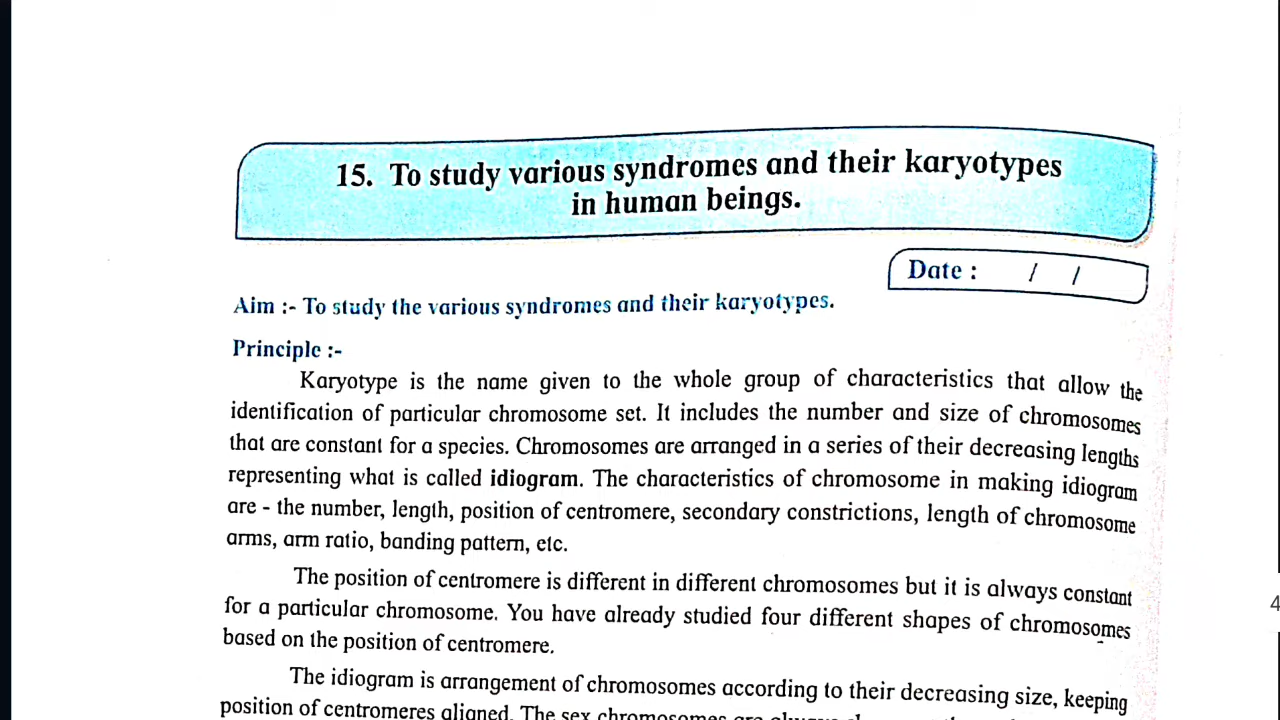 15. To study various syndromes and their karyotypes
in human beings.
Date : / /
Aim :- To study the various syndromes and their karyotypes.
Principle :-
Karyotype is the name given to the whole group of characteristics that allow the
identification of particular chromosome set. It includes the number and size of chromosomes
that are constant for a species. Chromosomes are arranged in a series of their decreasing lengths
representing what is called idiogram. The characteristics of chromosome in making idiogram
are - the number, length, position of centromere, secondary constrictions, length of chromosome
arms, arm ratio, banding pattern, etc.
The position of centromere is different in different chromosomes but it is always constant
for a particular chromosome. You have already studied four different shapes of chromosomes
based on the position of centromere.
The idiogram is arrangement of chromosomes according to their decreasing size, keeping
position of centromeres aligned. The sex chromosomes are always
4